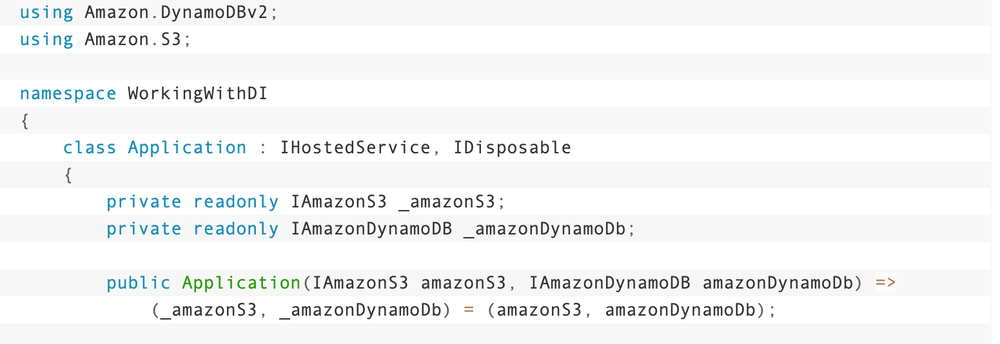 using Amazon.DynamoDBv2;
using Amazon.S3;

namespace WorkingWithDI
{
    class Application : IHostedService, IDisposable
    {
        private readonly IAmazonS3 _amazonS3;
        private readonly IAmazonDynamoDB _amazonDynamoDb;

        public Application(IAmazonS3 amazonS3, IAmazonDynamoDB amazonDynamoDb) =>
            (_amazonS3, _amazonDynamoDb) = (amazonS3, amazonDynamoDb);